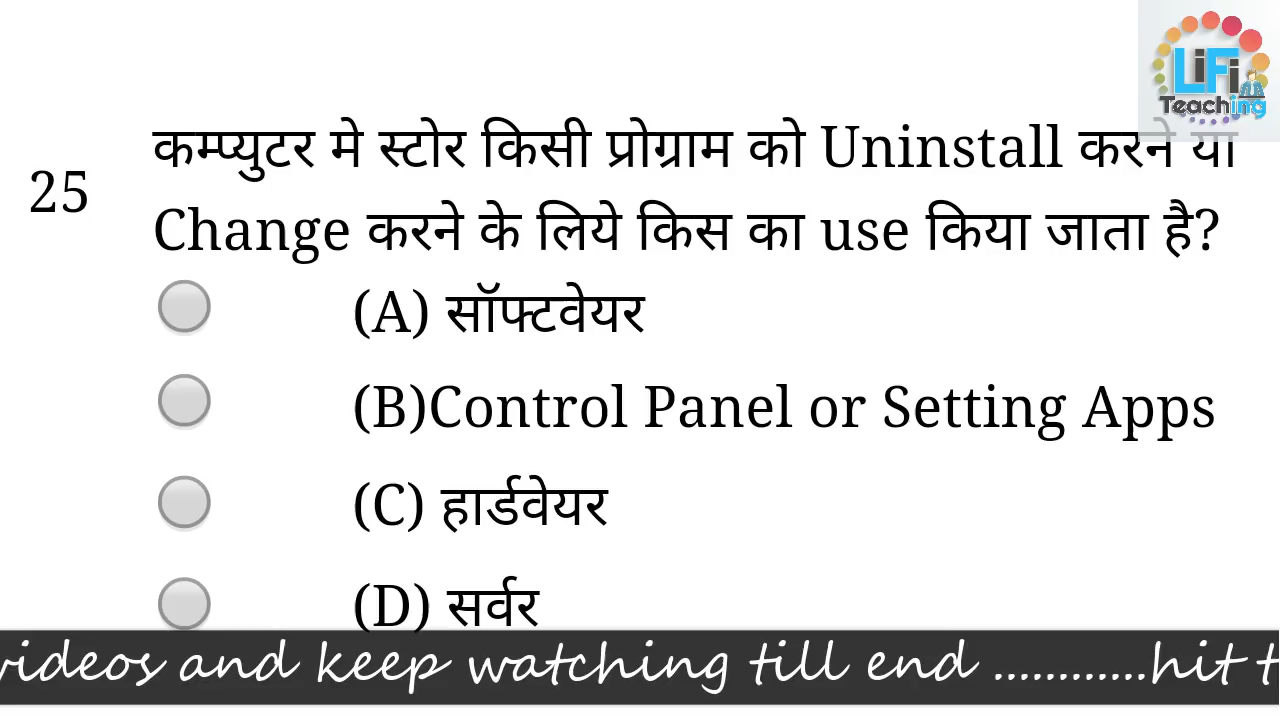 LiFi
Teaching
कम्प्युटर मे स्टोर किसी प्रोग्राम को Uninstall करने या
25
Change करने के लिये किस का use किया जाता है?
(A) सॉफ्टवेयर
(B)Control Panel or Setting Apps
(C) हार्डवेयर
(D) सर्वर
videos and keep watching till end ............hit t